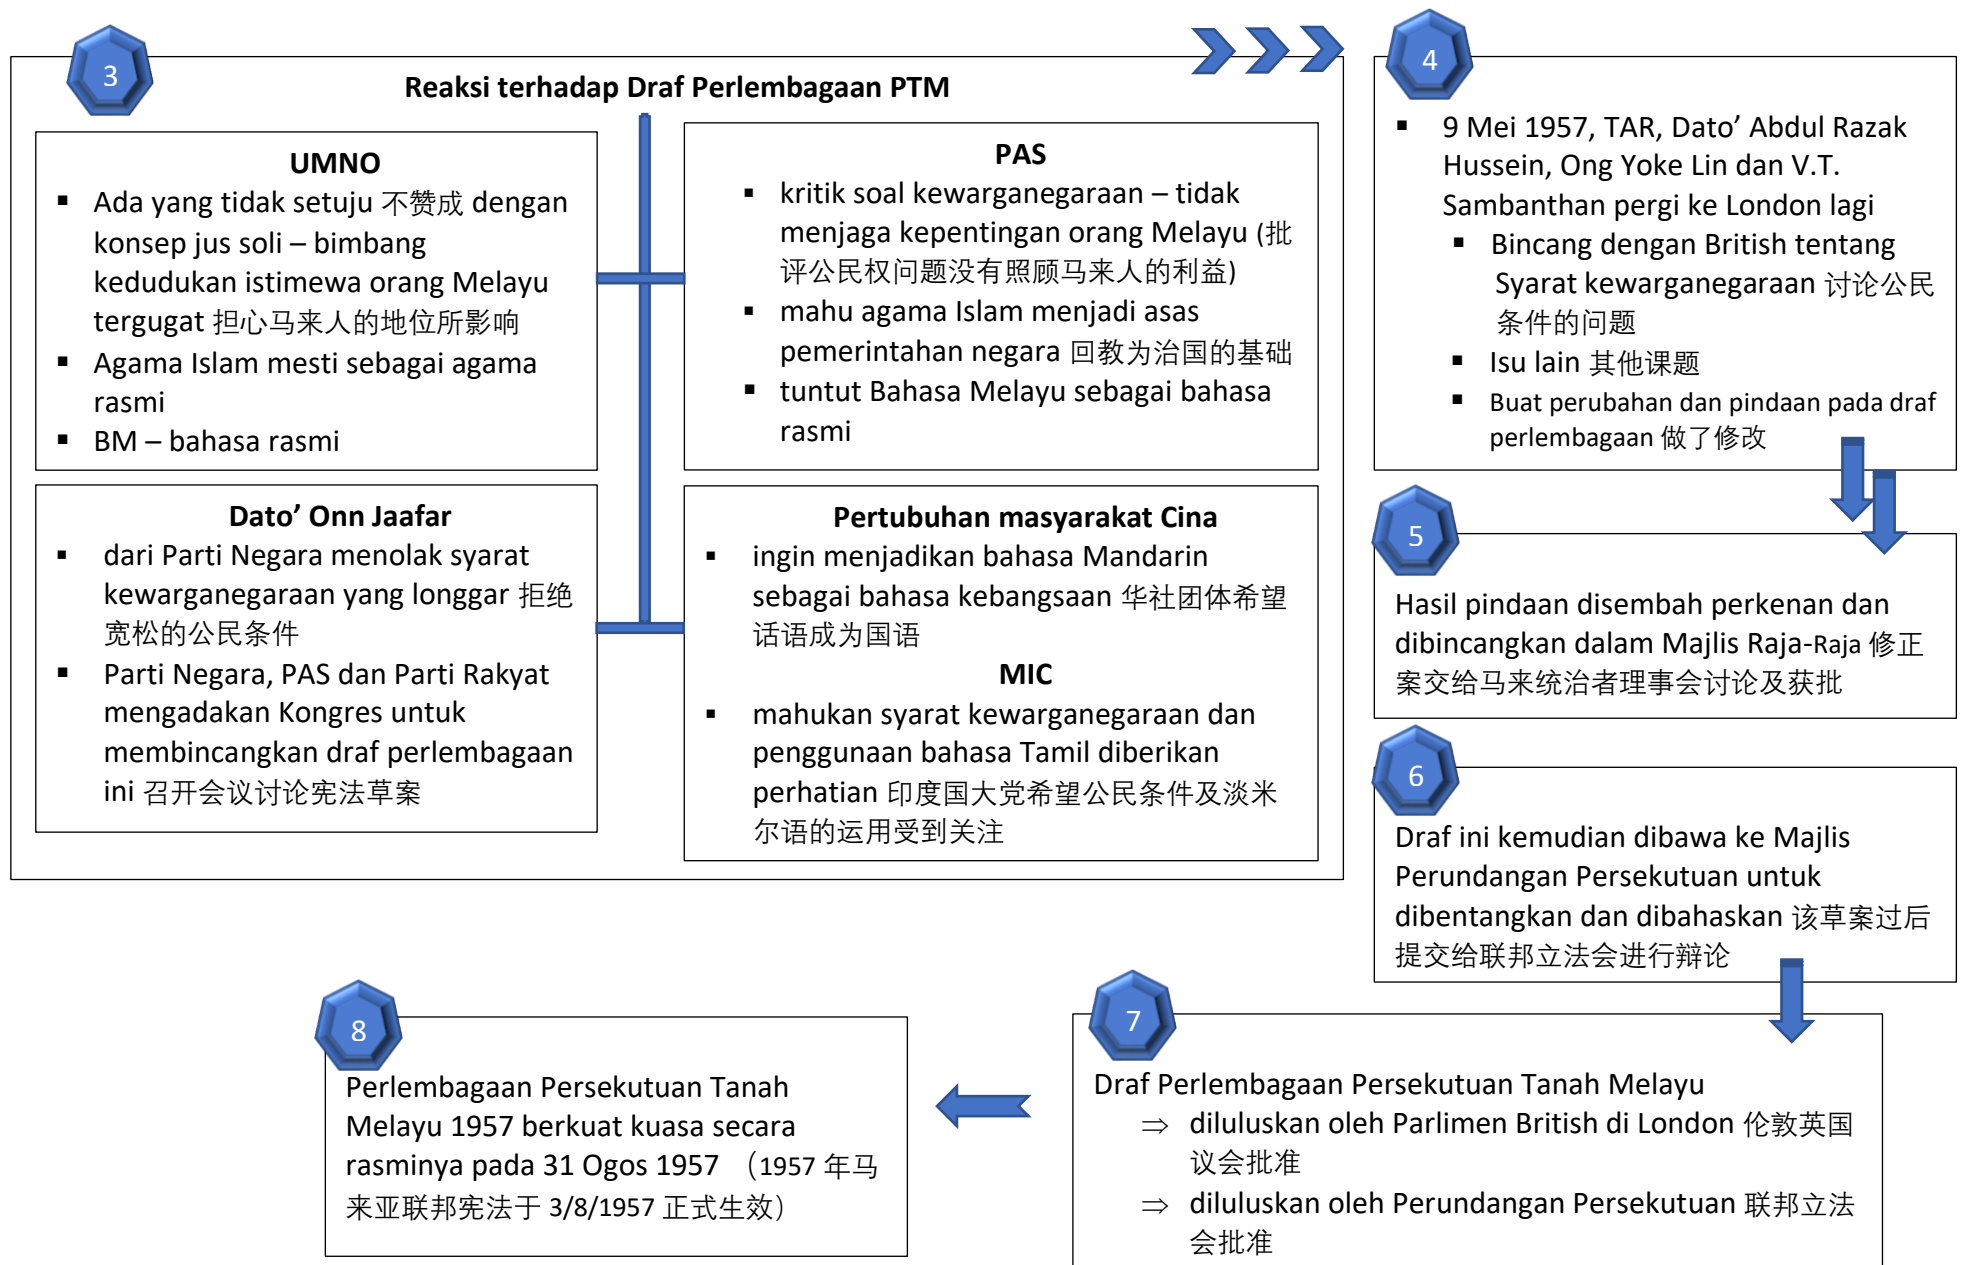 3
Reaksi terhadap Draf Perlembagaan PTM
UMNO
▪ Ada yang tidak setuju 不赞成 dengan
konsep jus soli – bimbang
kedudukan istimewa orang Melayu
tergugat 担心马来人的地位所影响
▪ Agama Islam mesti sebagai agama
rasmi
▪ BM – bahasa rasmi
PAS
▪ kritik soal kewarganegaraan – tidak
menjaga kepentingan orang Melayu (批
评公民权问题没有照顾马来人的利益)
▪ mahu agama Islam menjadi asas
pemerintahan negara 回教为治国的基础
▪ tuntut Bahasa Melayu sebagai bahasa
rasmi
Dato’ Onn Jaafar
▪ dari Parti Negara menolak syarat
kewarganegaraan yang longgar 拒绝
宽松的公民条件
▪ Parti Negara, PAS dan Parti Rakyat
mengadakan Kongres untuk
membincangkan draf perlembagaan
ini 召开会议讨论宪法草案
Pertubuhan masyarakat Cina
▪ ingin menjadikan bahasa Mandarin
sebagai bahasa kebangsaan 华社团体希望
话语成为国语
MIC
▪ mahukan syarat kewarganegaraan dan
penggunaan bahasa Tamil diberikan
perhatian 印度国大党希望公民条件及淡米
尔语的运用受到关注
4
▪ 9 Mei 1957, TAR, Dato’ Abdul Razak
Hussein, Ong Yoke Lin dan V.T.
Sambanthan pergi ke London lagi
▪ Bincang dengan British tentang
Syarat kewarganegaraan 讨论公民
条件的问题
▪ Isu lain 其他课题
▪ Buat perubahan dan pindaan pada draf
perlembagaan 做了修改
5
Hasil pindaan disembah perkenan dan
dibincangkan dalam Majlis Raja-Raja 修正
案交给马来统治者理事会讨论及获批
6
Draf ini kemudian dibawa ke Majlis
Perundangan Persekutuan untuk
dibentangkan dan dibahaskan 该草案过后
提交给联邦立法会进行辩论
7
Draf Perlembagaan Persekutuan Tanah Melayu
⇒ diluluskan oleh Parlimen British di London 伦敦英国
议会批准
⇒ diluluskan oleh Perundangan Persekutuan 联邦立法
会批准
8
Perlembagaan Persekutuan Tanah
Melayu 1957 berkuat kuasa secara
rasminya pada 31 Ogos 1957 （1957 年马
来亚联邦宪法于 3/8/1957 正式生效）